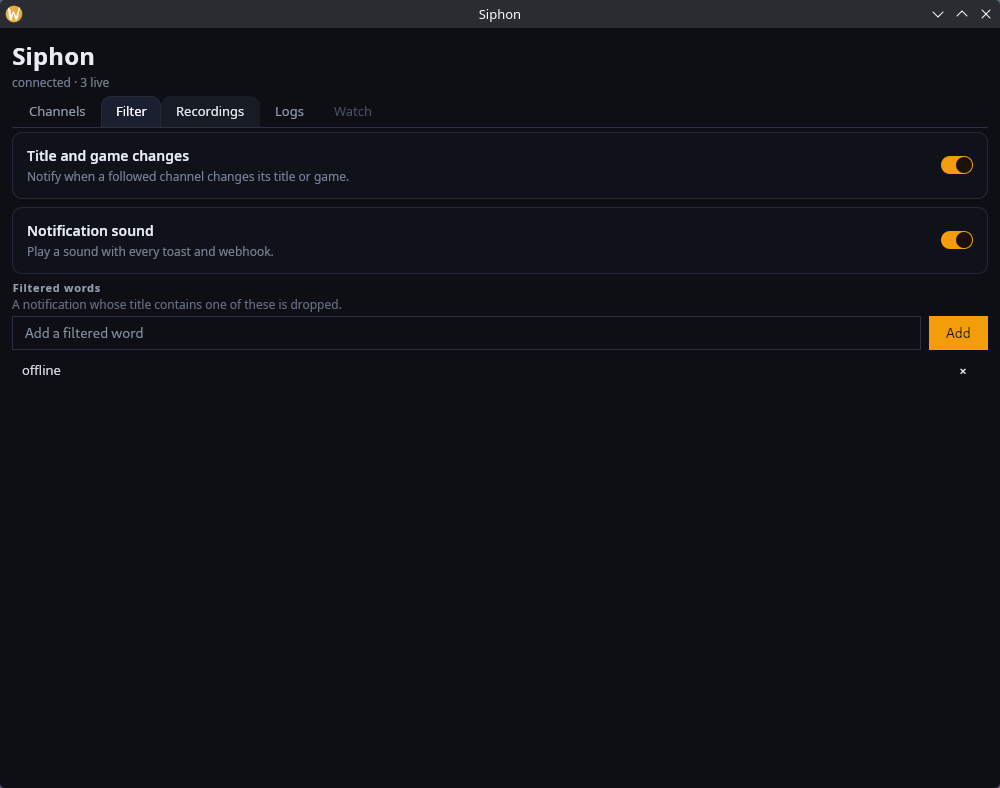 Siphon
Siphon
connected · 3 live
Channels Filter Recordings Logs Watch
Title and game changes
Notify when a followed channel changes its title or game.
Notification sound
Play a sound with every toast and webhook.
Filtered words
A notification whose title contains one of these is dropped.
Add a filtered word Add
offline ×